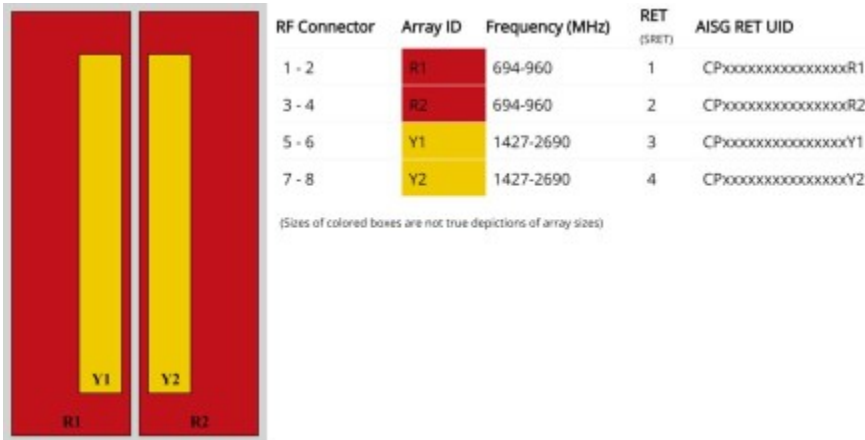 RF Connector Array ID Frequency (MHz) RET (SRET) AISG RET UID
1 - 2 R1 694-960 1 CPxxxxxxxxxxxxxxxxR1
3 - 4 R2 694-960 2 CPxxxxxxxxxxxxxxxxR2
5 - 6 Y1 1427-2690 3 CPxxxxxxxxxxxxxxxxY1
7 - 8 Y2 1427-2690 4 CPxxxxxxxxxxxxxxxxY2
(Sizes of colored boxes are not true depictions of array sizes)
Y1 Y2
R1 R2